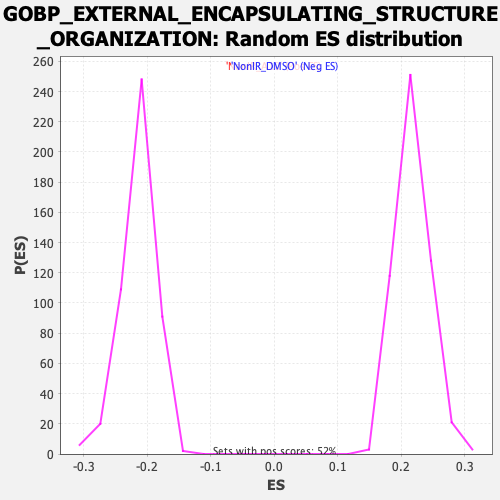 GOBP_EXTERNAL_ENCAPSULATING_STRUCTURE
_ORGANIZATION: Random ES distribution
'NonIR_DMSO' (Neg ES)
260
240
220
200
180
160
140
120
100
80
60
40
20
0
P(ES)
Sets with pos scores: 52%
-0.3 -0.2 -0.1 0.0 0.1 0.2 0.3
ES